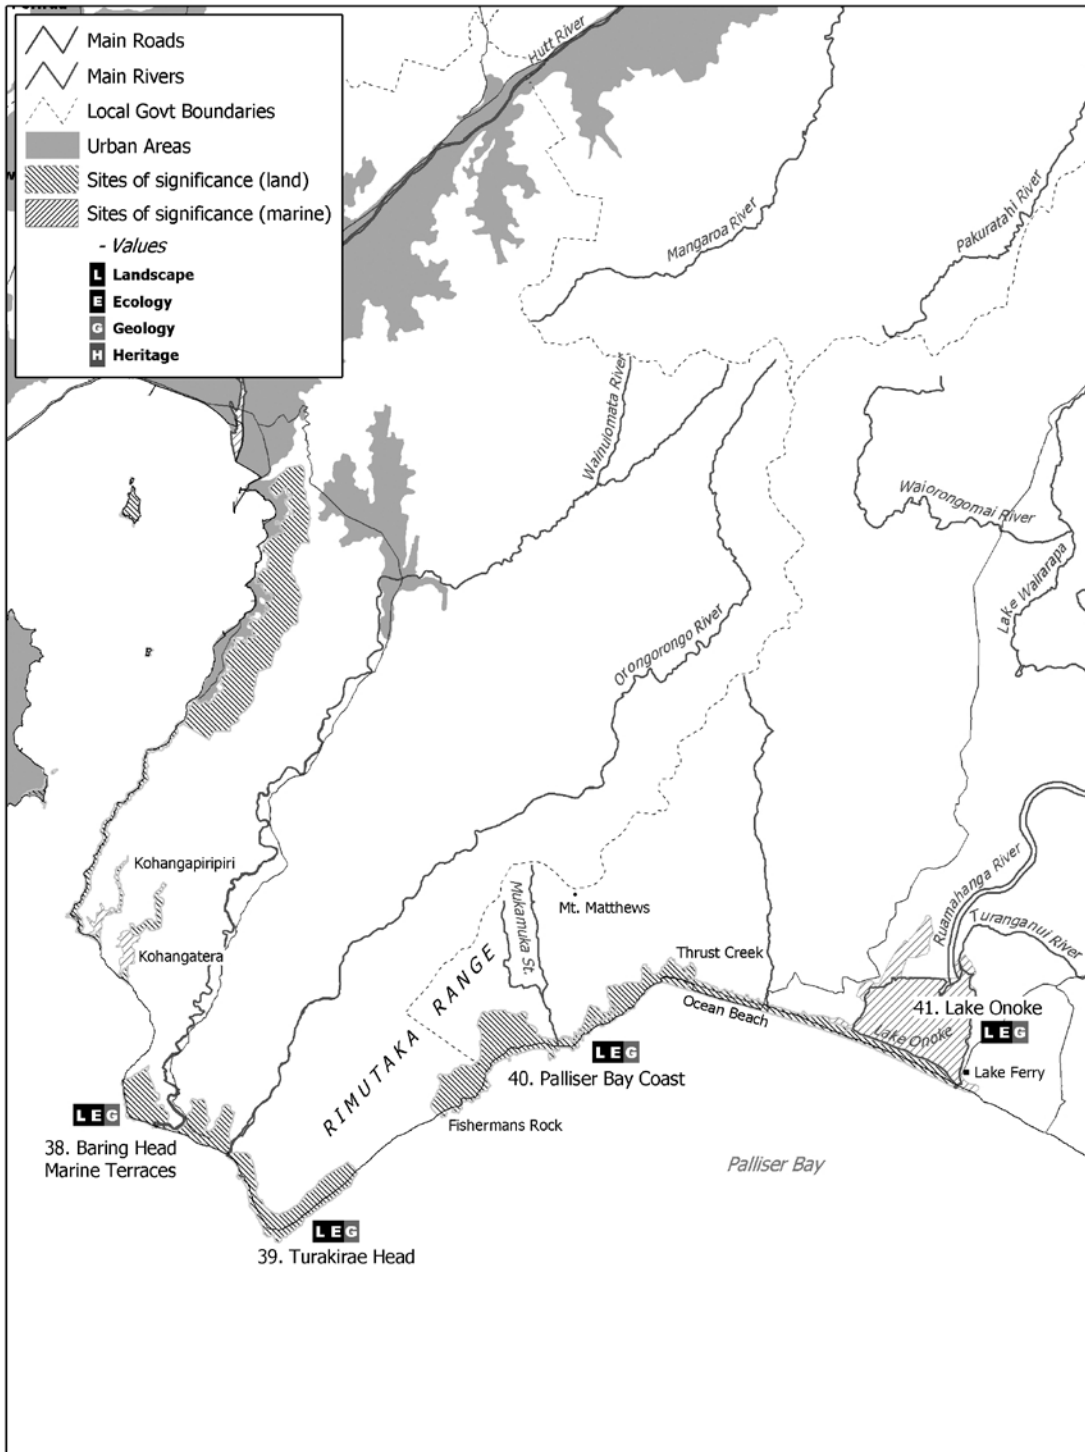 Main Roads
Main Rivers
Local Govt Boundaries
Urban Areas
Sites of significance (land)
Sites of significance (marine)
- Values
L Landscape
E Ecology
G Geology
H Heritage
Hutt River
Mangaroa River
Pakuratahi River
Wainuiomata River
Waiorongomai River
Lake Wairarapa
Orongorongo River
E
Kohangapiripiri
Kohangatera
Mukamuka St.
Mt. Matthews
RIMUTAKA RANGE
Thrust Creek
Ocean Beach
Ruamahanga River
Turanganui River
41. Lake Onoke
LEG
Lake Onoke
Lake Ferry
LEG
40. Palliser Bay Coast
Fishermans Rock
LEG
38. Baring Head
Marine Terraces
Palliser Bay
LEG
39. Turakirae Head